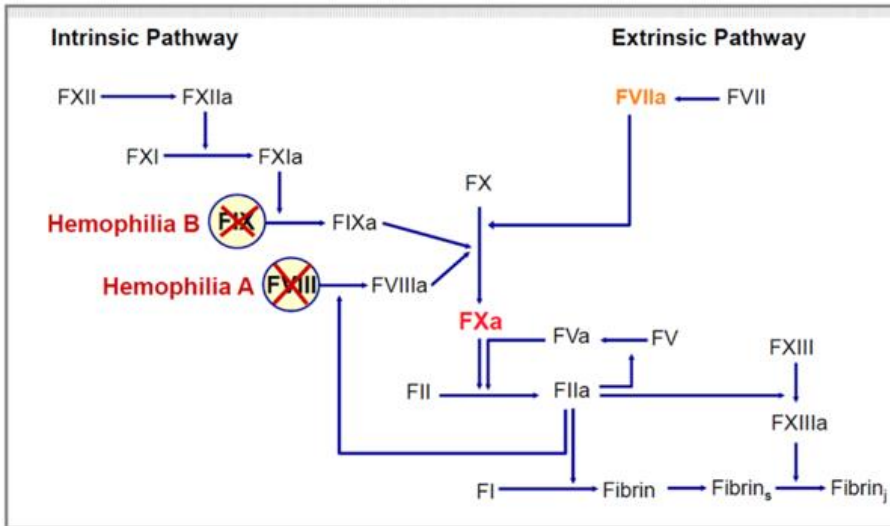 Intrinsic Pathway
Extrinsic Pathway
FXII
FXIIa
FVIIa
FVII
FXI
FXIa
FX
Hemophilia B
FIX
FIXa
Hemophilia A
FVIII
FVIIIa
FXa
FVa
FV
FXIII
FII
FIIa
FXIIIa
FI
Fibrin
Fibrins
Fibrinj